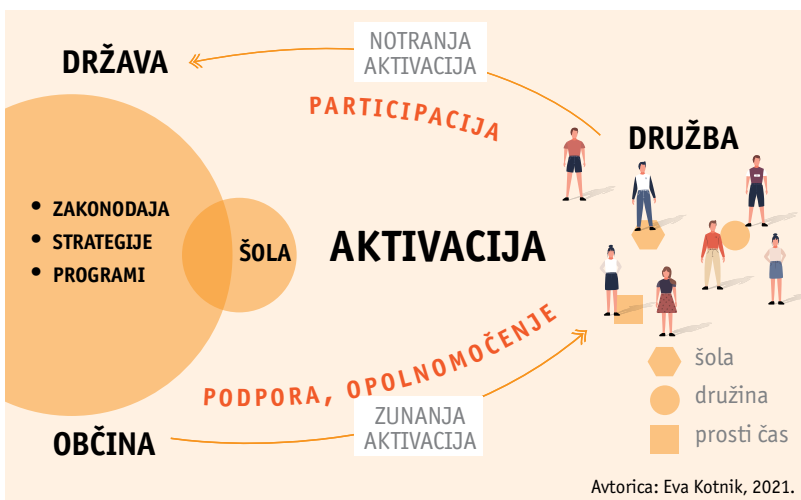 DRŽAVA
NOTRANJA
AKTIVACIJA
PARTICIPACIJA
DRUŽBA
• ZAKONODAJA
• STRATEGIJE
• PROGRAMI
ŠOLA
AKTIVACIJA
PODPORA, OPOLNOMOČENJE
OBČINA
ZUNANJA
AKTIVACIJA
šola
družina
prosti čas
Avtorica: Eva Kotnik, 2021.